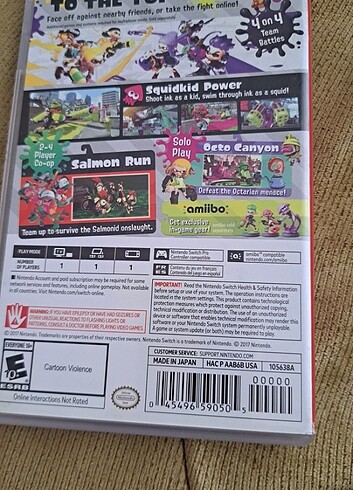 TO THE
Face off against nearby friends, or take the fight online!
4 on 4
Team
Battles
Squidkid Power
Shoot ink as a kid, swim through ink as a squid!
2-4
Player
Co-op
Salmon Run
Team up to survive the Salmonid onslaught.
Solo
Play
Octo Canyon
Defeat the Octarian menace!
amiibo
Get exclusive
in-game gear!
PLAY MODE
NUMBER
OF PLAYERS
1
1
1
Nintendo Switch Pro
Controller compatible
amiibo™ compatible
FR
ES
Contenu du jeu en français
Contenido del juego en español
Nintendo Account and paid subscription may be required for some
network services and features, including online gameplay. Not available
in all countries. Visit Nintendo.com/switch-online.
WARNING: IF YOU HAVE EPILEPSY OR HAVE HAD SEIZURES OR
OTHER UNUSUAL REACTIONS TO FLASHING LIGHTS OR
PATTERNS, CONSULT A DOCTOR BEFORE PLAYING VIDEO GAMES.
IMPORTANT! Read the Nintendo Switch Health & Safety Information
before setup or use of your system. The operation instructions are
located in the system settings. This product contains technological
protection measures which protect against unauthorized copying,
technical modification or distribution. The use of an unauthorized
device or software that enables technical modification may render this
software or your Nintendo Switch system permanently unplayable.
A game or system update (or both) may be required to play.
© 2017 Nintendo. Trademarks are property of their respective owners. Nintendo Switch is a trademark of Nintendo. © 2017 Nintendo.
EVERYONE 10+
E
10+
ESRB
Cartoon Violence
Online Interactions Not Rated
CUSTOMER SERVICE: SUPPORT.NINTENDO.COM
MADE IN JAPAN
HAC P AAB6B USA
105638A
00000
0 45496 59050 5